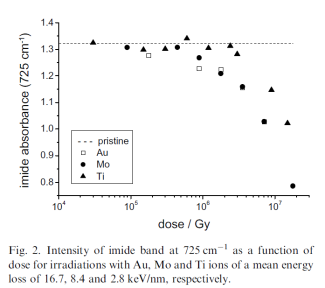 1.4
1.3
1.2
1.1
1.0
0.9
0.8
imide absorbance (725 cm⁻¹)
pristine
Au
Mo
Ti
10⁴ 10⁵ 10⁶ 10⁷
dose / Gy
Fig. 2. Intensity of imide band at 725 cm⁻¹ as a function of
dose for irradiations with Au, Mo and Ti ions of a mean energy
loss of 16.7, 8.4 and 2.8 keV/nm, respectively.